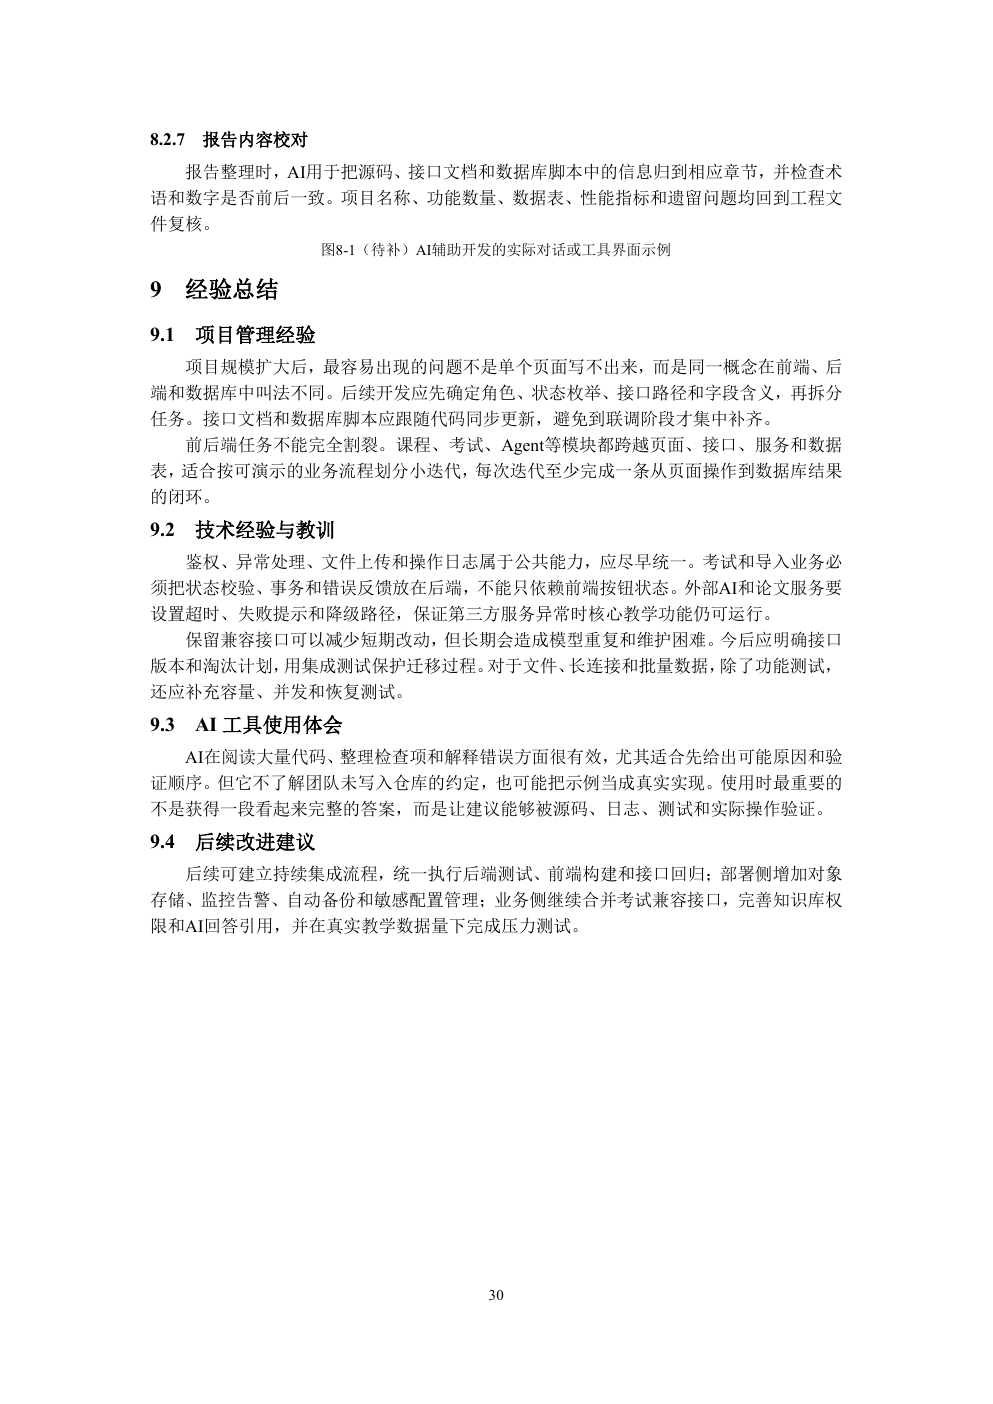 8.2.7 报告内容校对
报告整理时，AI用于把源码、接口文档和数据库脚本中的信息归到相应章节，并检查术
语和数字是否前后一致。项目名称、功能数量、数据表、性能指标和遗留问题均回到工程文
件复核。
图8-1（待补）AI辅助开发的实际对话或工具界面示例
9 经验总结
9.1 项目管理经验
项目规模扩大后，最容易出现的问题不是单个页面写不出来，而是同一概念在前端、后
端和数据库中叫法不同。后续开发应先确定角色、状态枚举、接口路径和字段含义，再拆分
任务。接口文档和数据库脚本应跟随代码同步更新，避免到联调阶段才集中补齐。
前后端任务不能完全割裂。课程、考试、Agent等模块都跨越页面、接口、服务和数据
表，适合按可演示的业务流程划分小迭代，每次迭代至少完成一条从页面操作到数据库结果
的闭环。
9.2 技术经验与教训
鉴权、异常处理、文件上传和操作日志属于公共能力，应尽早统一。考试和导入业务必
须把状态校验、事务和错误反馈放在后端，不能只依赖前端按钮状态。外部AI和论文服务要
设置超时、失败提示和降级路径，保证第三方服务异常时核心教学功能仍可运行。
保留兼容接口可以减少短期改动，但长期会造成模型重复和维护困难。今后应明确接口
版本和淘汰计划，用集成测试保护迁移过程。对于文件、长连接和批量数据，除了功能测试，
还应补充容量、并发和恢复测试。
9.3 AI 工具使用体会
AI在阅读大量代码、整理检查项和解释错误方面很有效，尤其适合先给出可能原因和验
证顺序。但它不了解团队未写入仓库的约定，也可能把示例当成真实实现。使用时最重要的
不是获得一段看起来完整的答案，而是让建议能够被源码、日志、测试和实际操作验证。
9.4 后续改进建议
后续可建立持续集成流程，统一执行后端测试、前端构建和接口回归；部署侧增加对象
存储、监控告警、自动备份和敏感配置管理；业务侧继续合并考试兼容接口，完善知识库权
限和AI回答引用，并在真实教学数据量下完成压力测试。
30